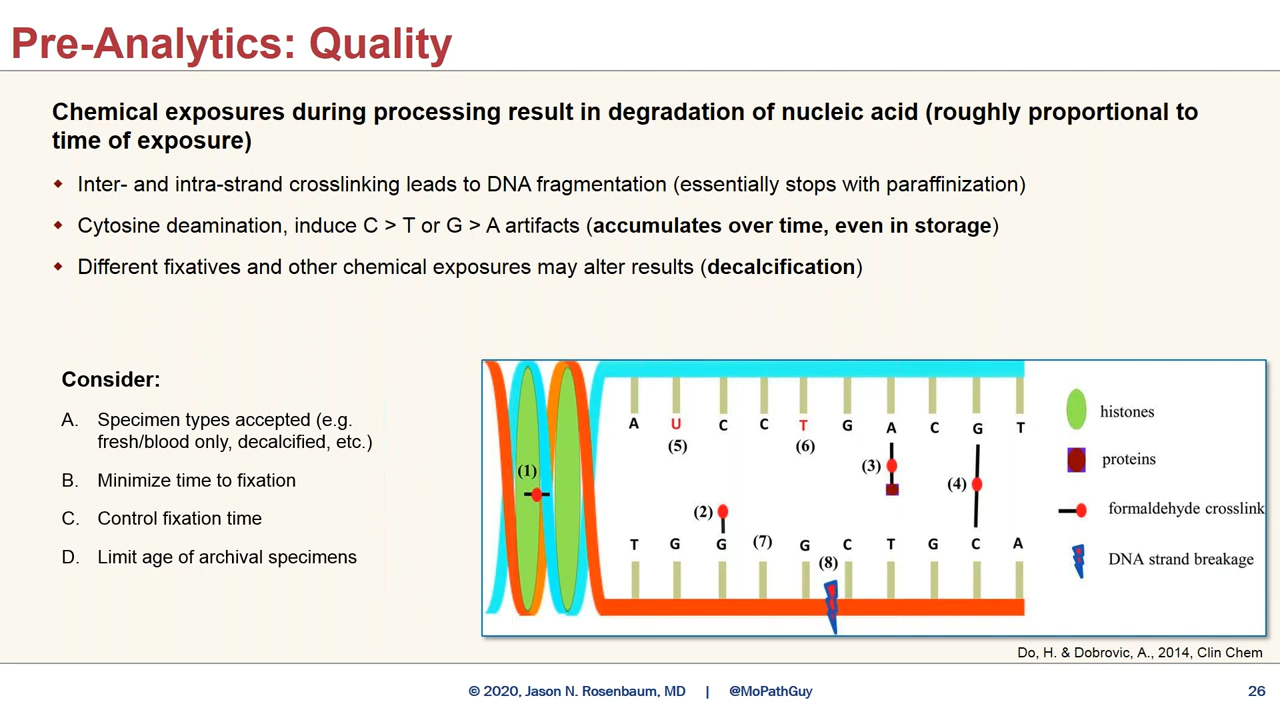 Pre-Analytics: Quality
Chemical exposures during processing result in degradation of nucleic acid (roughly proportional to
time of exposure)
Inter- and intra-strand crosslinking leads to DNA fragmentation (essentially stops with paraffinization)
Cytosine deamination, induce C > T or G > A artifacts (accumulates over time, even in storage)
Different fixatives and other chemical exposures may alter results (decalcification)
Consider:
A. Specimen types accepted (e.g.
fresh/blood only, decalcified, etc.)
B. Minimize time to fixation
C. Control fixation time
D. Limit age of archival specimens
A U C C T G A C G T
(5) (6)
(1) (3) (4)
(2)
T G G (7) G C T G C A
(8)
histones
proteins
formaldehyde crosslink
DNA strand breakage
Do, H. & Dobrovic, A., 2014, Clin Chem
© 2020, Jason N. Rosenbaum, MD | @MoPathGuy
26